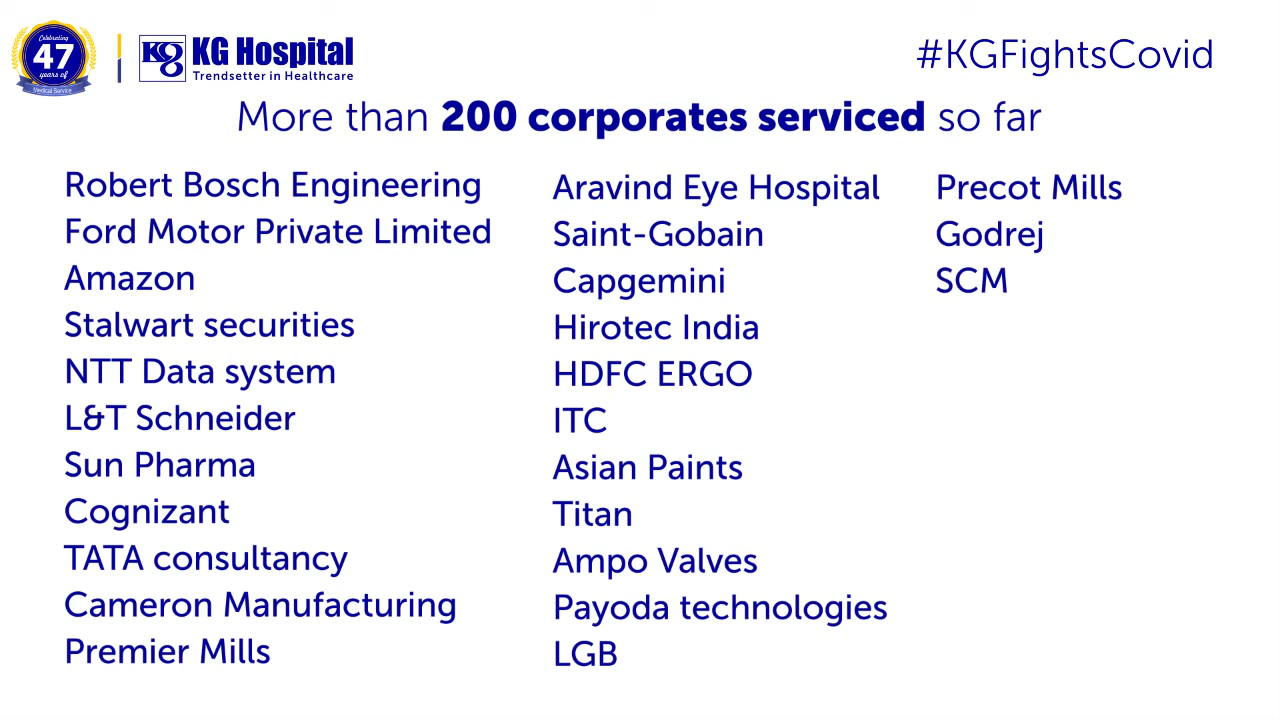 Celebrating
47
years of
Medical Service
KG
KG Hospital
Trendsetter in Healthcare
#KGFightsCovid
More than 200 corporates serviced so far
Robert Bosch Engineering
Ford Motor Private Limited
Amazon
Stalwart securities
NTT Data system
L&T Schneider
Sun Pharma
Cognizant
TATA consultancy
Cameron Manufacturing
Premier Mills
Aravind Eye Hospital
Saint-Gobain
Capgemini
Hirotec India
HDFC ERGO
ITC
Asian Paints
Titan
Ampo Valves
Payoda technologies
LGB
Precot Mills
Godrej
SCM